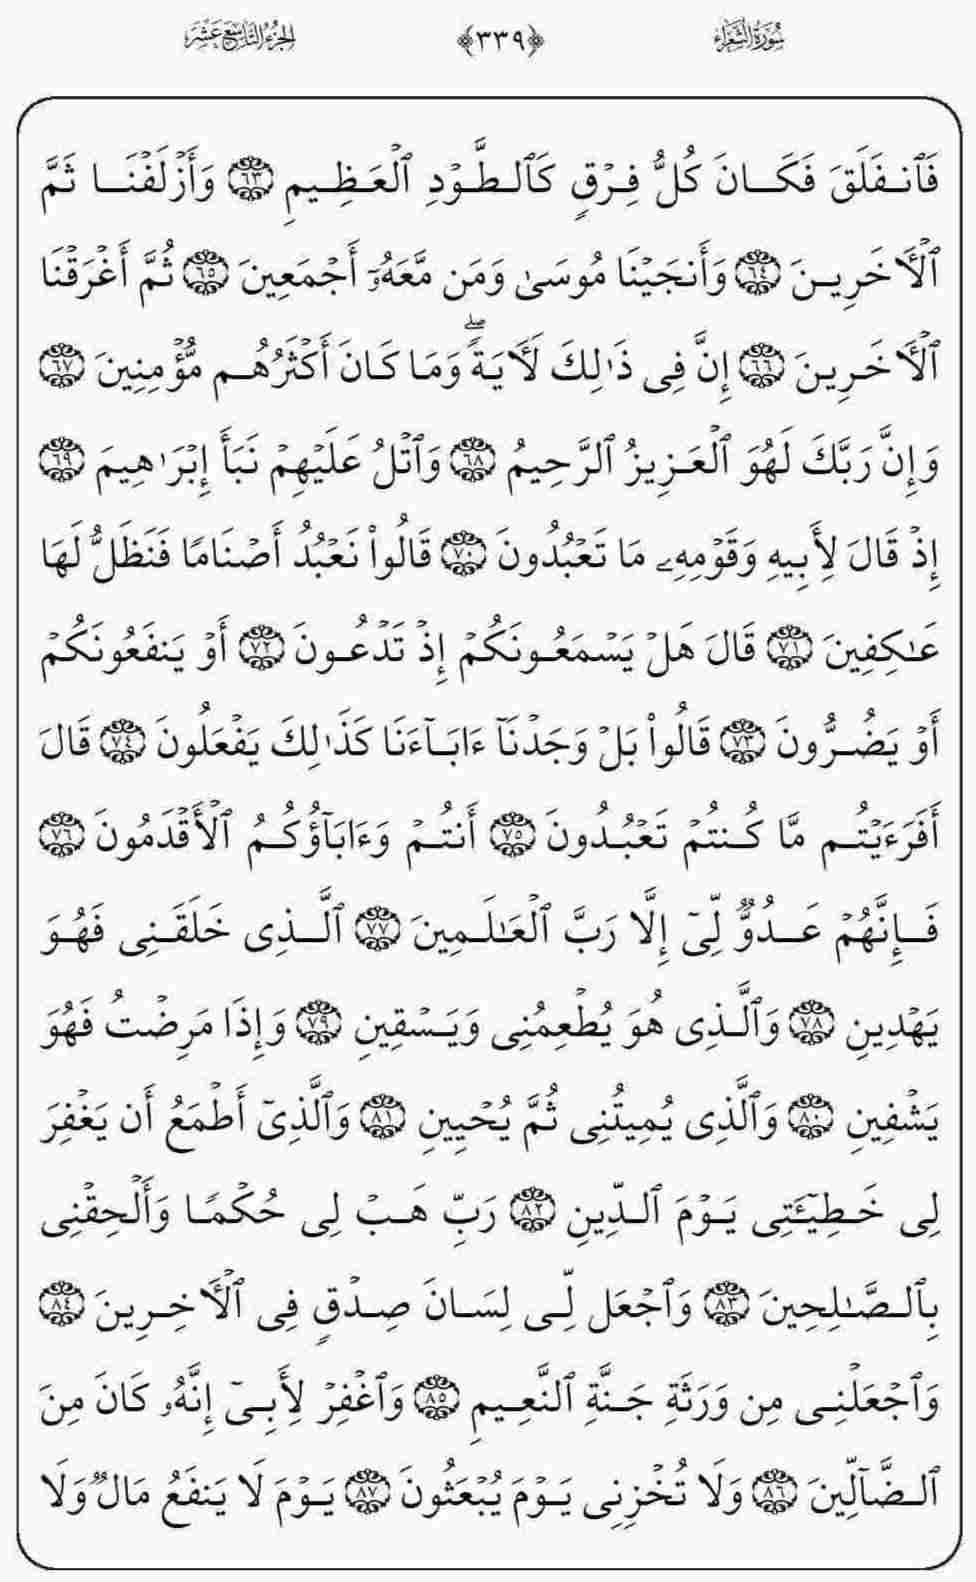 سُورَةُ الشُّعَرَاءِ ﴿٣٣٩﴾ الجُزْءُ التَّاسِعَ عَشَرَ
فَٱنفَلَقَ فَكَانَ كُلُّ فِرْقٍ كَٱلطَّوْدِ ٱلْعَظِيمِ ٦٣ وَأَزْلَفْنَا ثَمَّ
ٱلْأَخَرِينَ ٦٤ وَأَنجَيْنَا مُوسَىٰ وَمَن مَّعَهُۥٓ أَجْمَعِينَ ٦٥ ثُمَّ أَغْرَقْنَا
ٱلْأَخَرِينَ ٦٦ إِنَّ فِى ذَٰلِكَ لَأَيَةًۖ وَمَا كَانَ أَكْثَرُهُم مُّؤْمِنِينَ ٦٧
وَإِنَّ رَبَّكَ لَهُوَ ٱلْعَزِيزُ ٱلرَّحِيمُ ٦٨ وَٱتْلُ عَلَيْهِمْ نَبَأَ إِبْرَٰهِيمَ ٦٩
إِذْ قَالَ لِأَبِيهِ وَقَوْمِهِۦ مَا تَعْبُدُونَ ٧٠ قَالُوا۟ نَعْبُدُ أَصْنَامًا فَنَظَلُّ لَهَا
عَٰكِفِينَ ٧١ قَالَ هَلْ يَسْمَعُونَكُمْ إِذْ تَدْعُونَ ٧٢ أَوْ يَنفَعُونَكُمْ
أَوْ يَضُرُّونَ ٧٣ قَالُوا۟ بَلْ وَجَدْنَآ ءَابَآءَنَا كَذَٰلِكَ يَفْعَلُونَ ٧٤ قَالَ
أَفَرَءَيْتُم مَّا كُنتُمْ تَعْبُدُونَ ٧٥ أَنتُمْ وَءَابَآؤُكُمُ ٱلْأَقْدَمُونَ ٧٦
فَإِنَّهُمْ عَدُوٌّ لِّىٓ إِلَّا رَبَّ ٱلْعَٰلَمِينَ ٧٧ ٱلَّذِى خَلَقَنِى فَهُوَ
يَهْدِينِ ٧٨ وَٱلَّذِى هُوَ يُطْعِمُنِى وَيَسْقِينِ ٧٩ وَإِذَا مَرِضْتُ فَهُوَ
يَشْفِينِ ٨٠ وَٱلَّذِى يُمِيتُنِى ثُمَّ يُحْيِينِ ٨١ وَٱلَّذِىٓ أَطْمَعُ أَن يَغْفِرَ
لِى خَطِيٓـَٔتِى يَوْمَ ٱلدِّينِ ٨٢ رَبِّ هَبْ لِى حُكْمًا وَأَلْحِقْنِى
بِٱلصَّٰلِحِينَ ٨٣ وَٱجْعَل لِّى لِسَانَ صِدْقٍ فِى ٱلْأَخِرِينَ ٨٤
وَٱجْعَلْنِى مِن وَرَثَةِ جَنَّةِ ٱلنَّعِيمِ ٨٥ وَٱغْفِرْ لِأَبِىٓ إِنَّهُۥ كَانَ مِنَ
ٱلضَّآلِّينَ ٨٦ وَلَا تُخْزِنِى يَوْمَ يُبْعَثُونَ ٨٧ يَوْمَ لَا يَنفَعُ مَالٌ وَلَا